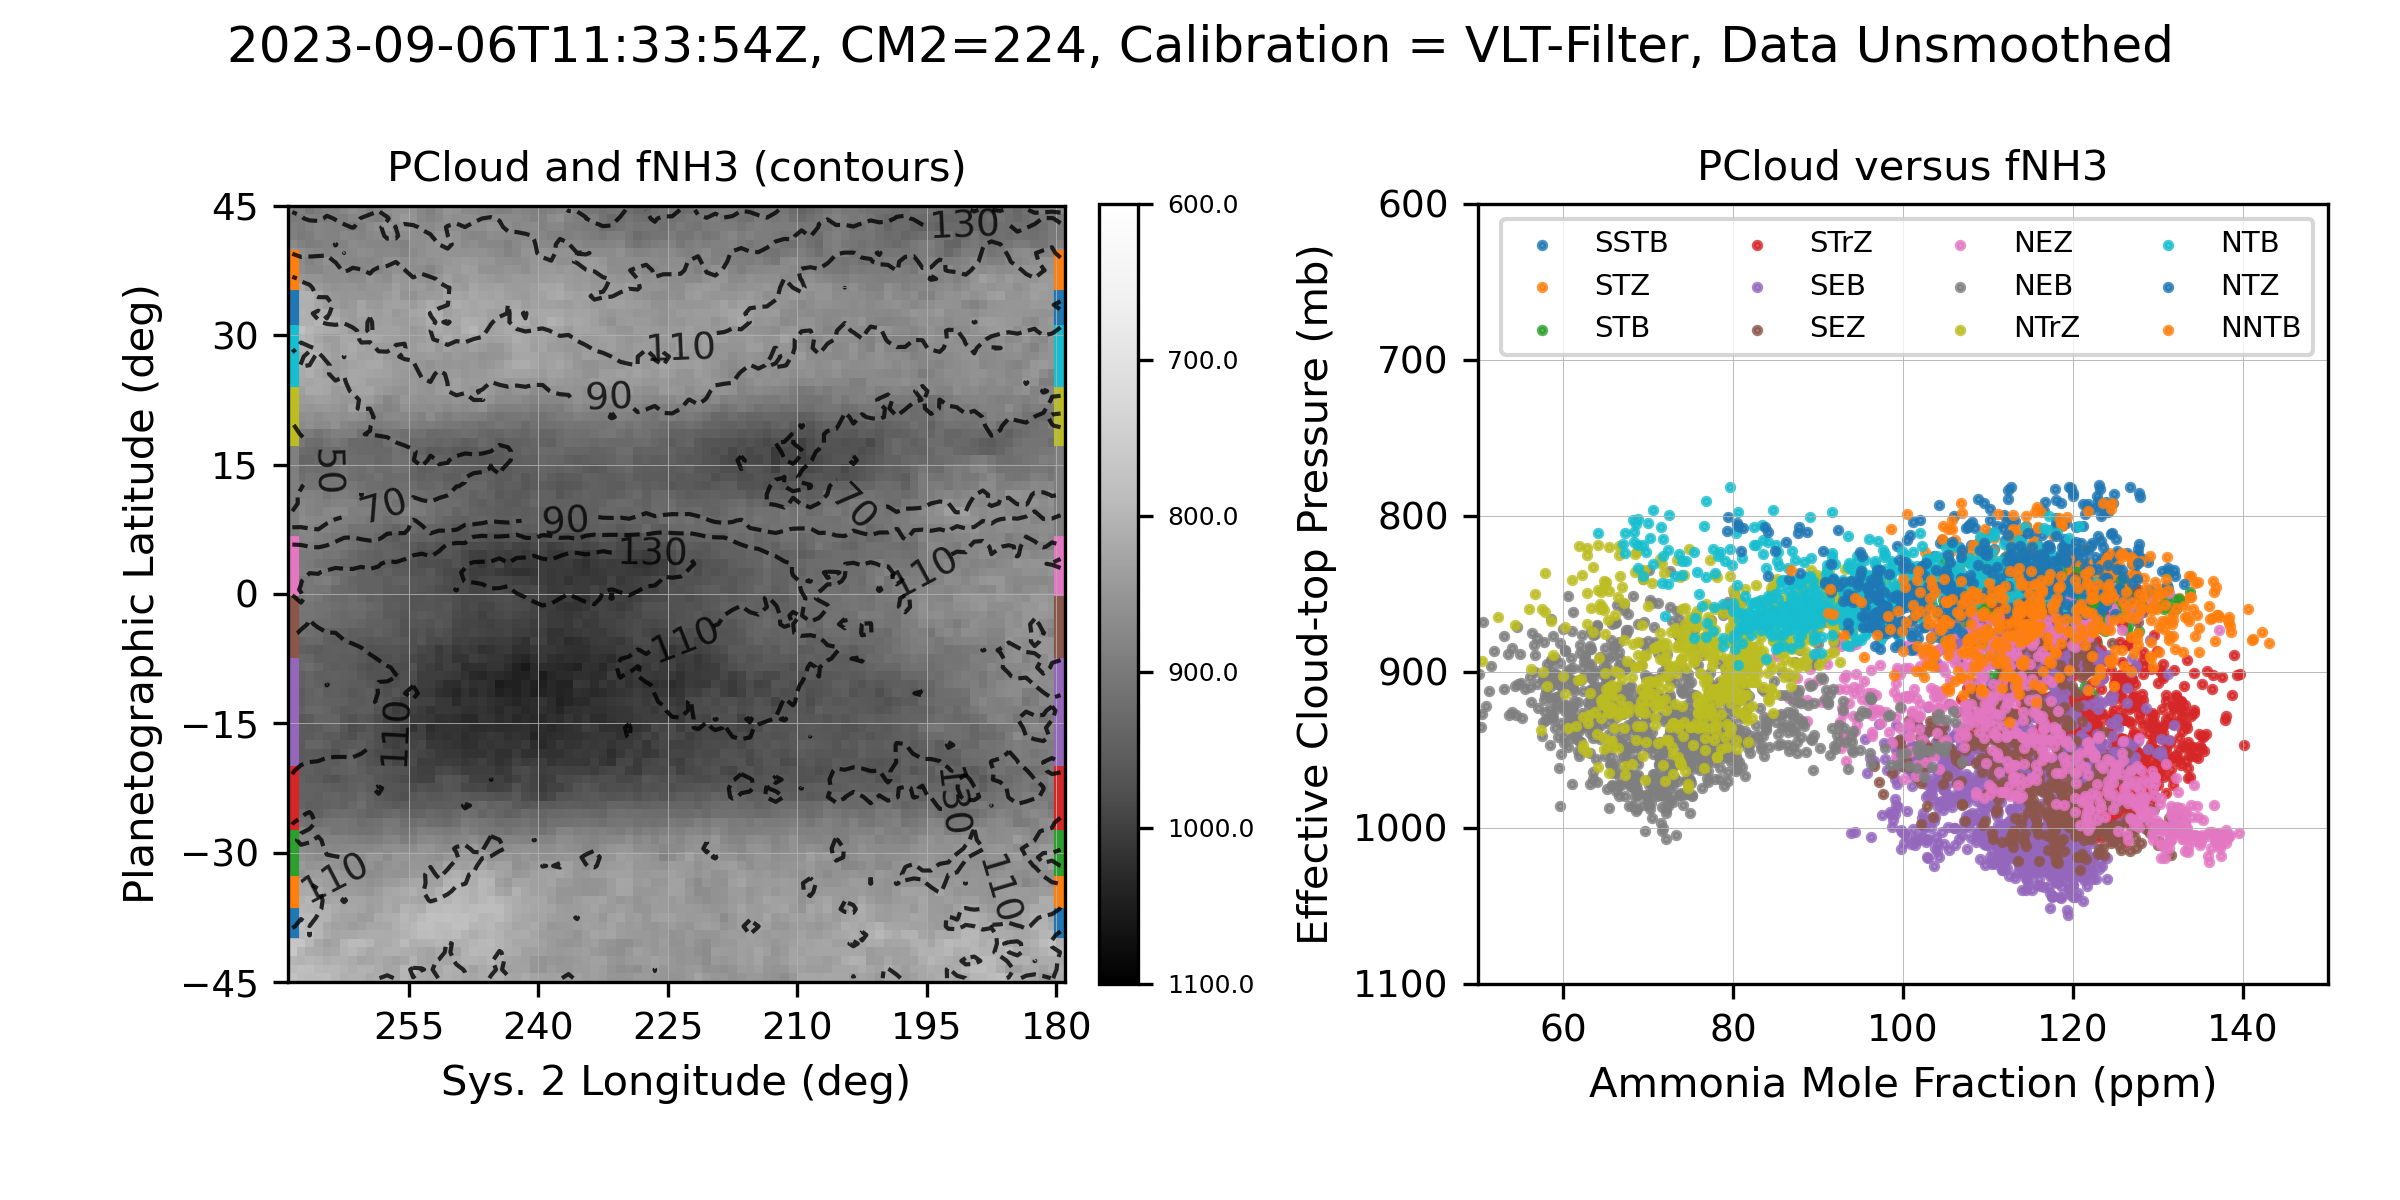 2023-09-06T11:33:54Z, CM2=224, Calibration = VLT-Filter, Data Unsmoothed
PCloud and fNH3 (contours)
Planetographic Latitude (deg)
45
30
15
0
−15
−30
−45
130
110
90
50
70
90
70
130
110
110
110
130
110
110
255
240
225
210
195
180
Sys. 2 Longitude (deg)
600.0
700.0
800.0
900.0
1000.0
1100.0
PCloud versus fNH3
Effective Cloud-top Pressure (mb)
600
700
800
900
1000
1100
SSTB
STZ
STB
STrZ
SEB
SEZ
NEZ
NEB
NTrZ
NTB
NTZ
NNTB
60
80
100
120
140
Ammonia Mole Fraction (ppm)